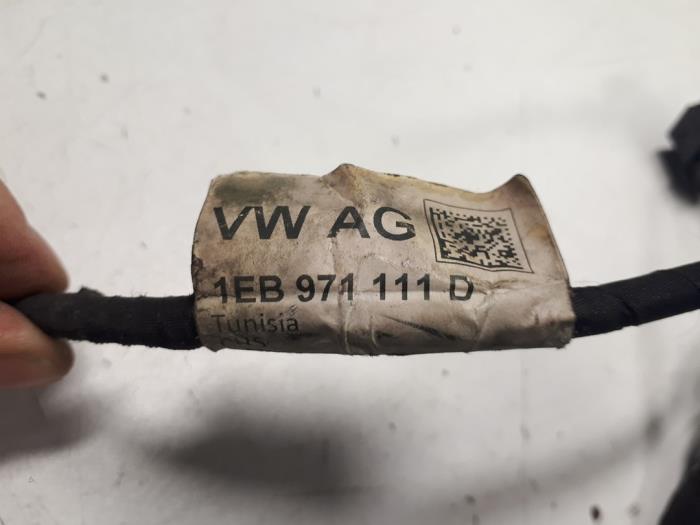 VW AG
1EB 971 111 D
Tunisia